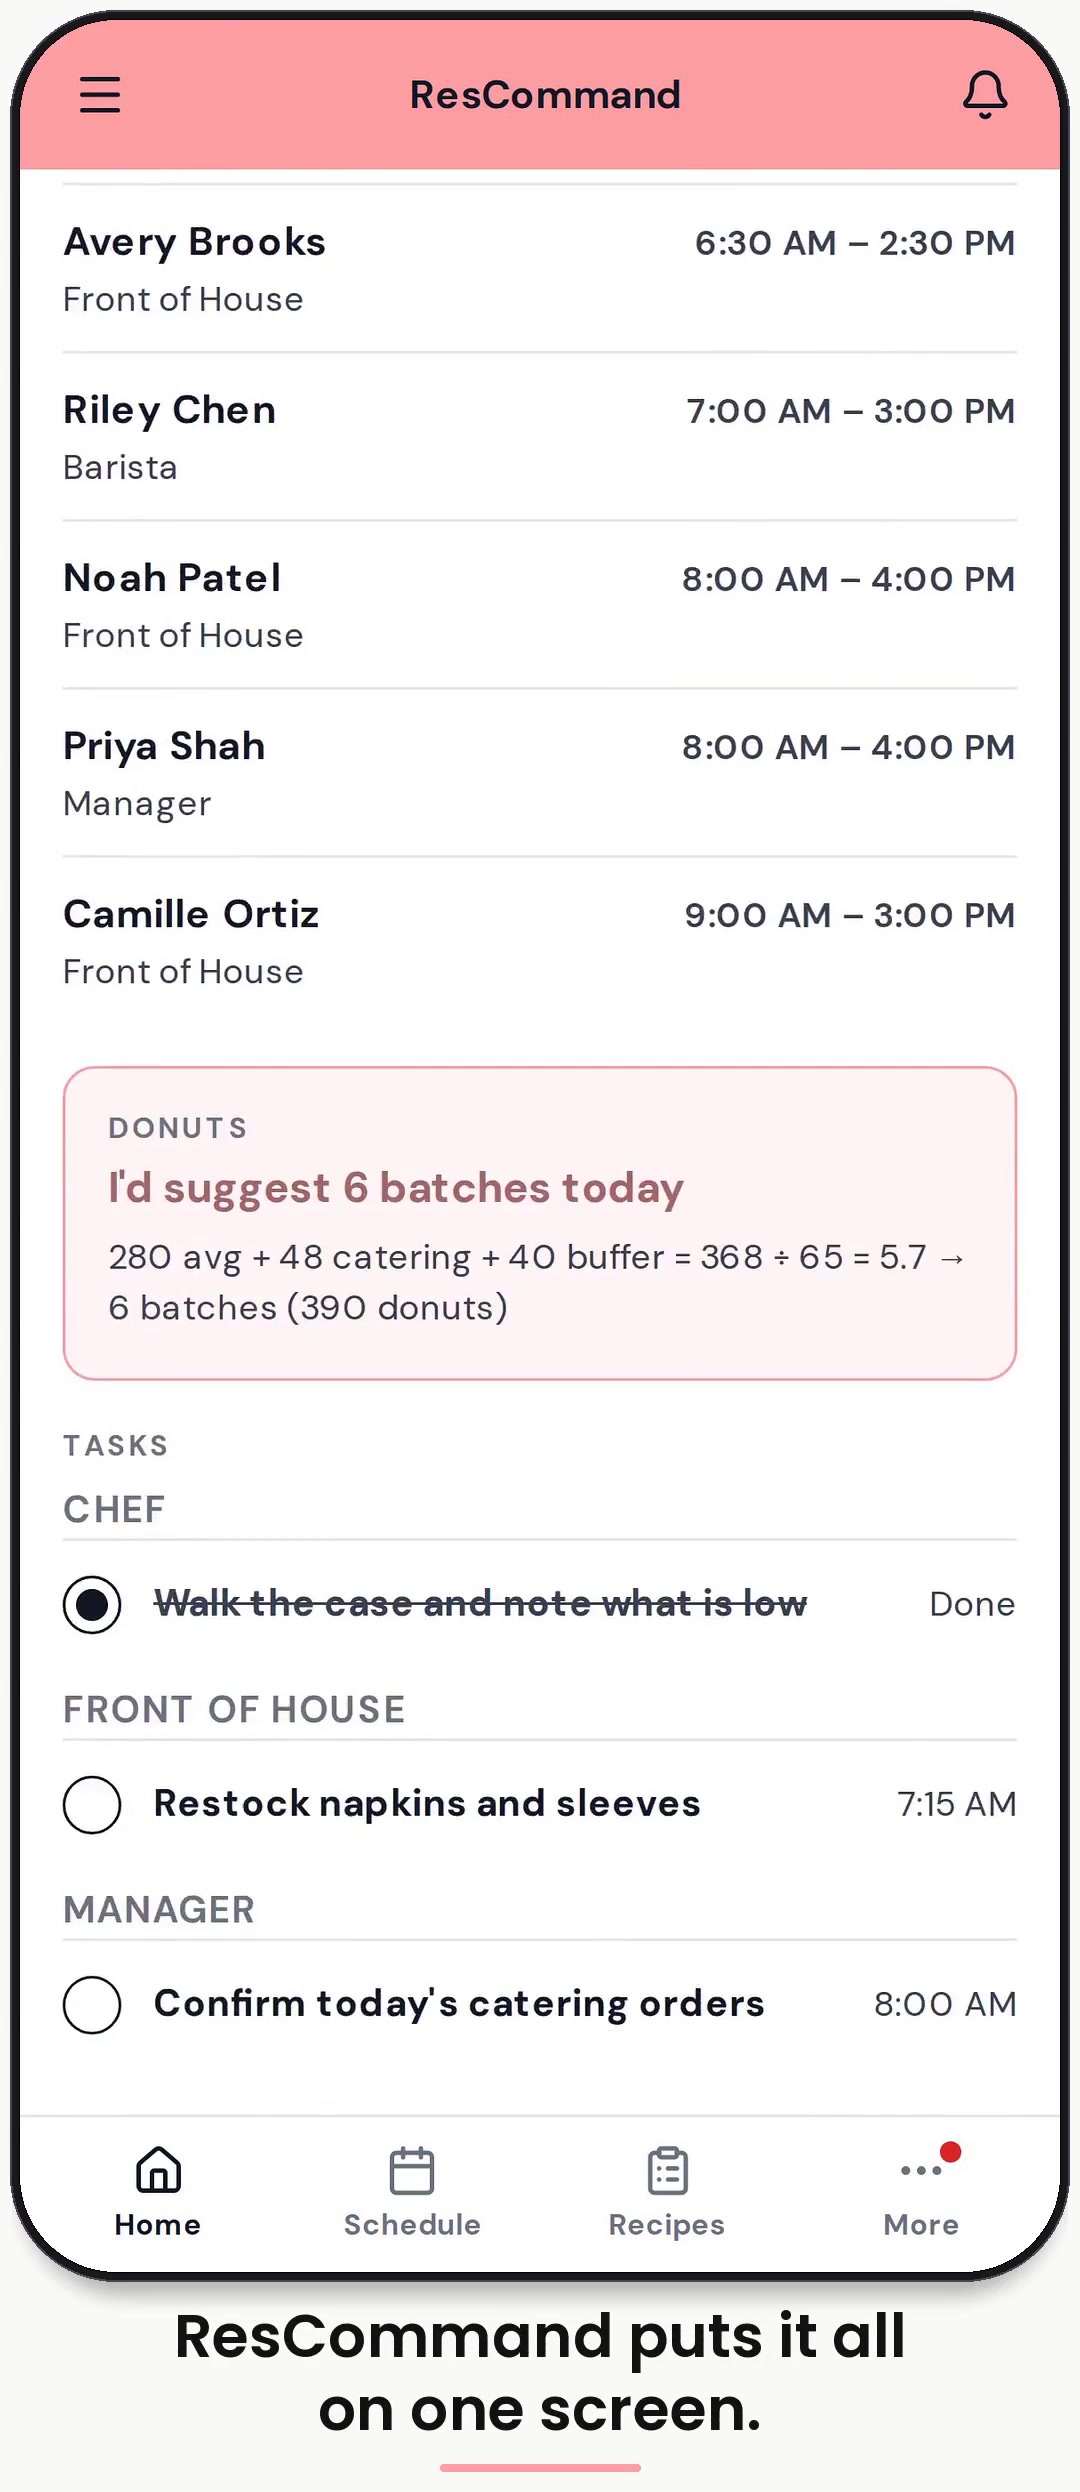 ResCommand
Avery Brooks
6:30 AM – 2:30 PM
Front of House
Riley Chen
7:00 AM – 3:00 PM
Barista
Noah Patel
8:00 AM – 4:00 PM
Front of House
Priya Shah
8:00 AM – 4:00 PM
Manager
Camille Ortiz
9:00 AM – 3:00 PM
Front of House
DONUTS
I'd suggest 6 batches today
280 avg + 48 catering + 40 buffer = 368 ÷ 65 = 5.7 →
6 batches (390 donuts)
TASKS
CHEF
Walk the case and note what is low
Done
FRONT OF HOUSE
Restock napkins and sleeves
7:15 AM
MANAGER
Confirm today's catering orders
8:00 AM
Home
Schedule
Recipes
More
ResCommand puts it all
on one screen.